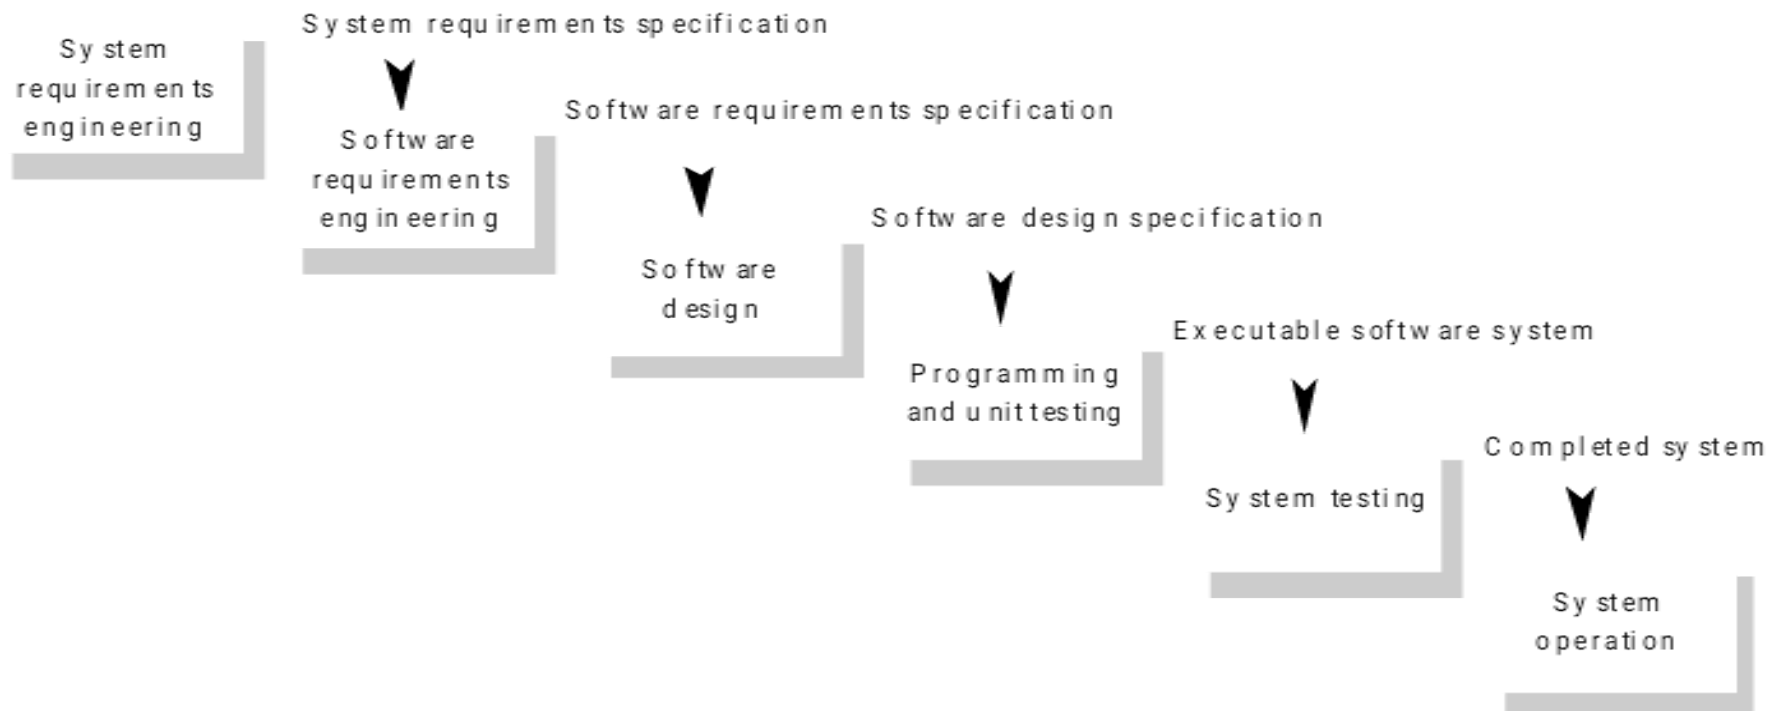 System requirements specification
System
requirements
engineering
Software requirements specification
Software
requirements
engineering
Software design specification
Software
design
Executable software system
Programming
and unit testing
Completed system
System testing
System
operation